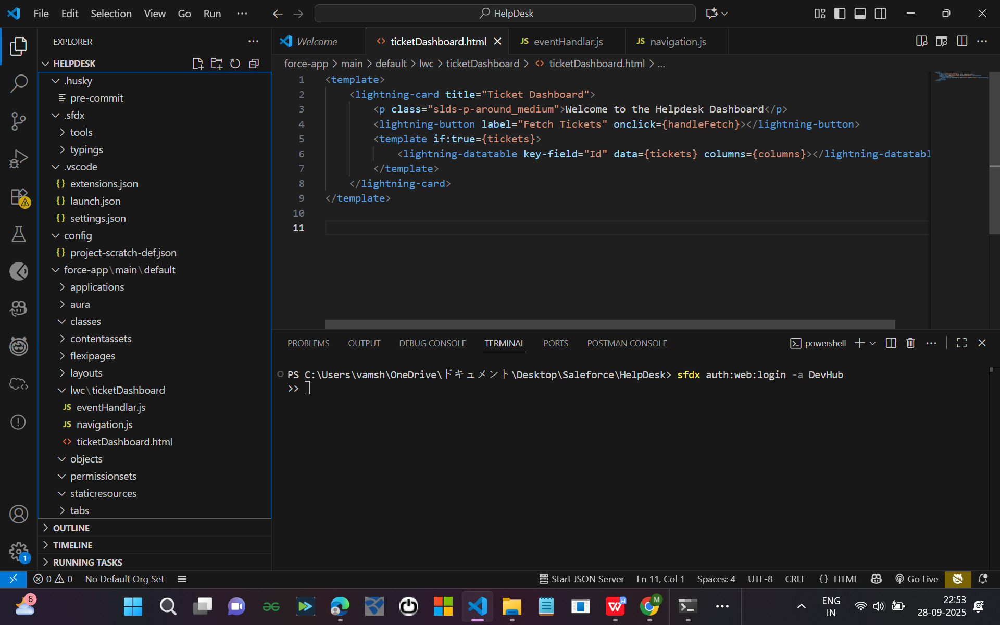 File Edit Selection View Go Run
HelpDesk
EXPLORER
HELPDESK
.husky
pre-commit
.sfdx
tools
typings
.vscode
{} extensions.json
{} launch.json
{} settings.json
config
{} project-scratch-def.json
force-app\main\default
applications
aura
classes
contentassets
flexipages
layouts
lwc\ticketDashboard
JS eventHandlar.js
JS navigation.js
<> ticketDashboard.html
objects
permissionsets
staticresources
tabs
OUTLINE
TIMELINE
RUNNING TASKS
1
Welcome
<> ticketDashboard.html
JS eventHandlar.js
JS navigation.js
force-app > main > default > lwc > ticketDashboard > <> ticketDashboard.html > ...
1 <template>
2 <lightning-card title="Ticket Dashboard">
3 <p class="slds-p-around_medium">Welcome to the Helpdesk Dashboard</p>
4 <lightning-button label="Fetch Tickets" onclick={handleFetch}></lightning-button>
5 <template if:true={tickets}>
6 <lightning-datatable key-field="Id" data={tickets} columns={columns}></lightning-datatabl
7 </template>
8 </lightning-card>
9 </template>
10
11
PROBLEMS OUTPUT DEBUG CONSOLE TERMINAL PORTS POSTMAN CONSOLE
powershell
PS C:\Users\vamsh\OneDrive\ドキュメント\Desktop\Saleforce\HelpDesk> sfdx auth:web:login -a DevHub
>>
0 0 No Default Org Set
Start JSON Server Ln 11, Col 1 Spaces: 4 UTF-8 CRLF {} HTML Go Live
6
M
ENG
IN
22:53
28-09-2025